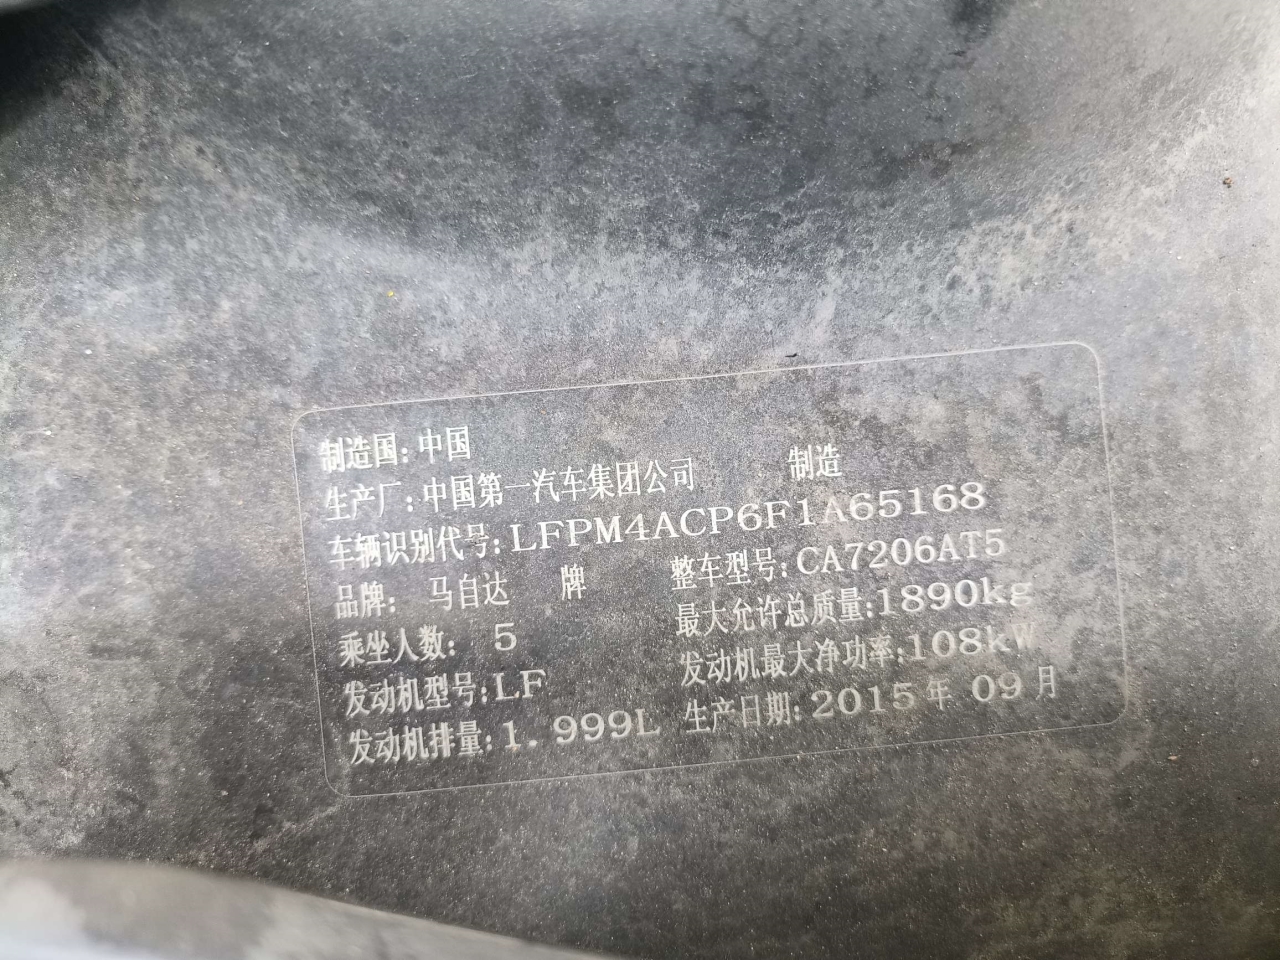 制造国：中国
生产厂：中国第一汽车集团公司 制造
车辆识别代号：LFPM4ACP6F1A65168
品牌： 马自达 牌 整车型号：CA7206AT5
乘坐人数： 5 最大允许总质量：1890kg
发动机型号：LF 发动机最大净功率：108kW
发动机排量：1.999L 生产日期：2015年 09月